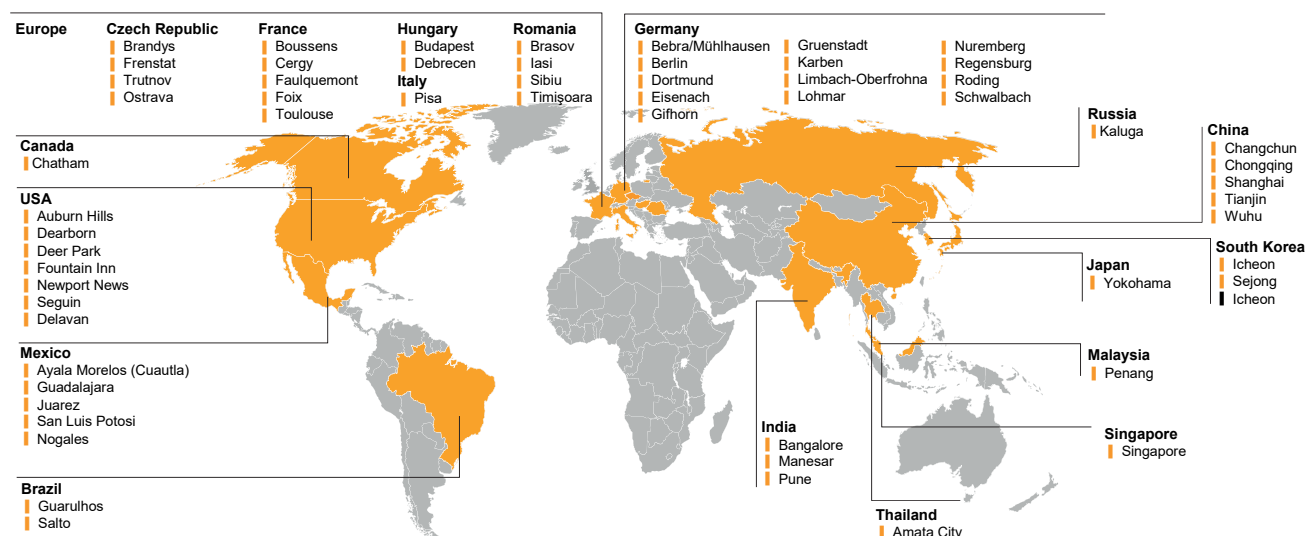 Europe
Czech Republic
Brandys
Frenstat
Trutnov
Ostrava
France
Boussens
Cergy
Faulquemont
Foix
Toulouse
Hungary
Budapest
Debrecen
Italy
Pisa
Romania
Brasov
Iasi
Sibiu
Timişoara
Germany
Bebra/Mühlhausen
Berlin
Dortmund
Eisenach
Gifhorn
Gruenstadt
Karben
Limbach-Oberfrohna
Lohmar
Nuremberg
Regensburg
Roding
Schwalbach
Russia
Kaluga
China
Changchun
Chongqing
Shanghai
Tianjin
Wuhu
Canada
Chatham
USA
Auburn Hills
Dearborn
Deer Park
Fountain Inn
Newport News
Seguin
Delavan
South Korea
Icheon
Sejong
Icheon
Japan
Yokohama
Mexico
Ayala Morelos (Cuautla)
Guadalajara
Juarez
San Luis Potosi
Nogales
Malaysia
Penang
India
Bangalore
Manesar
Pune
Singapore
Singapore
Brazil
Guarulhos
Salto
Thailand
Amata City